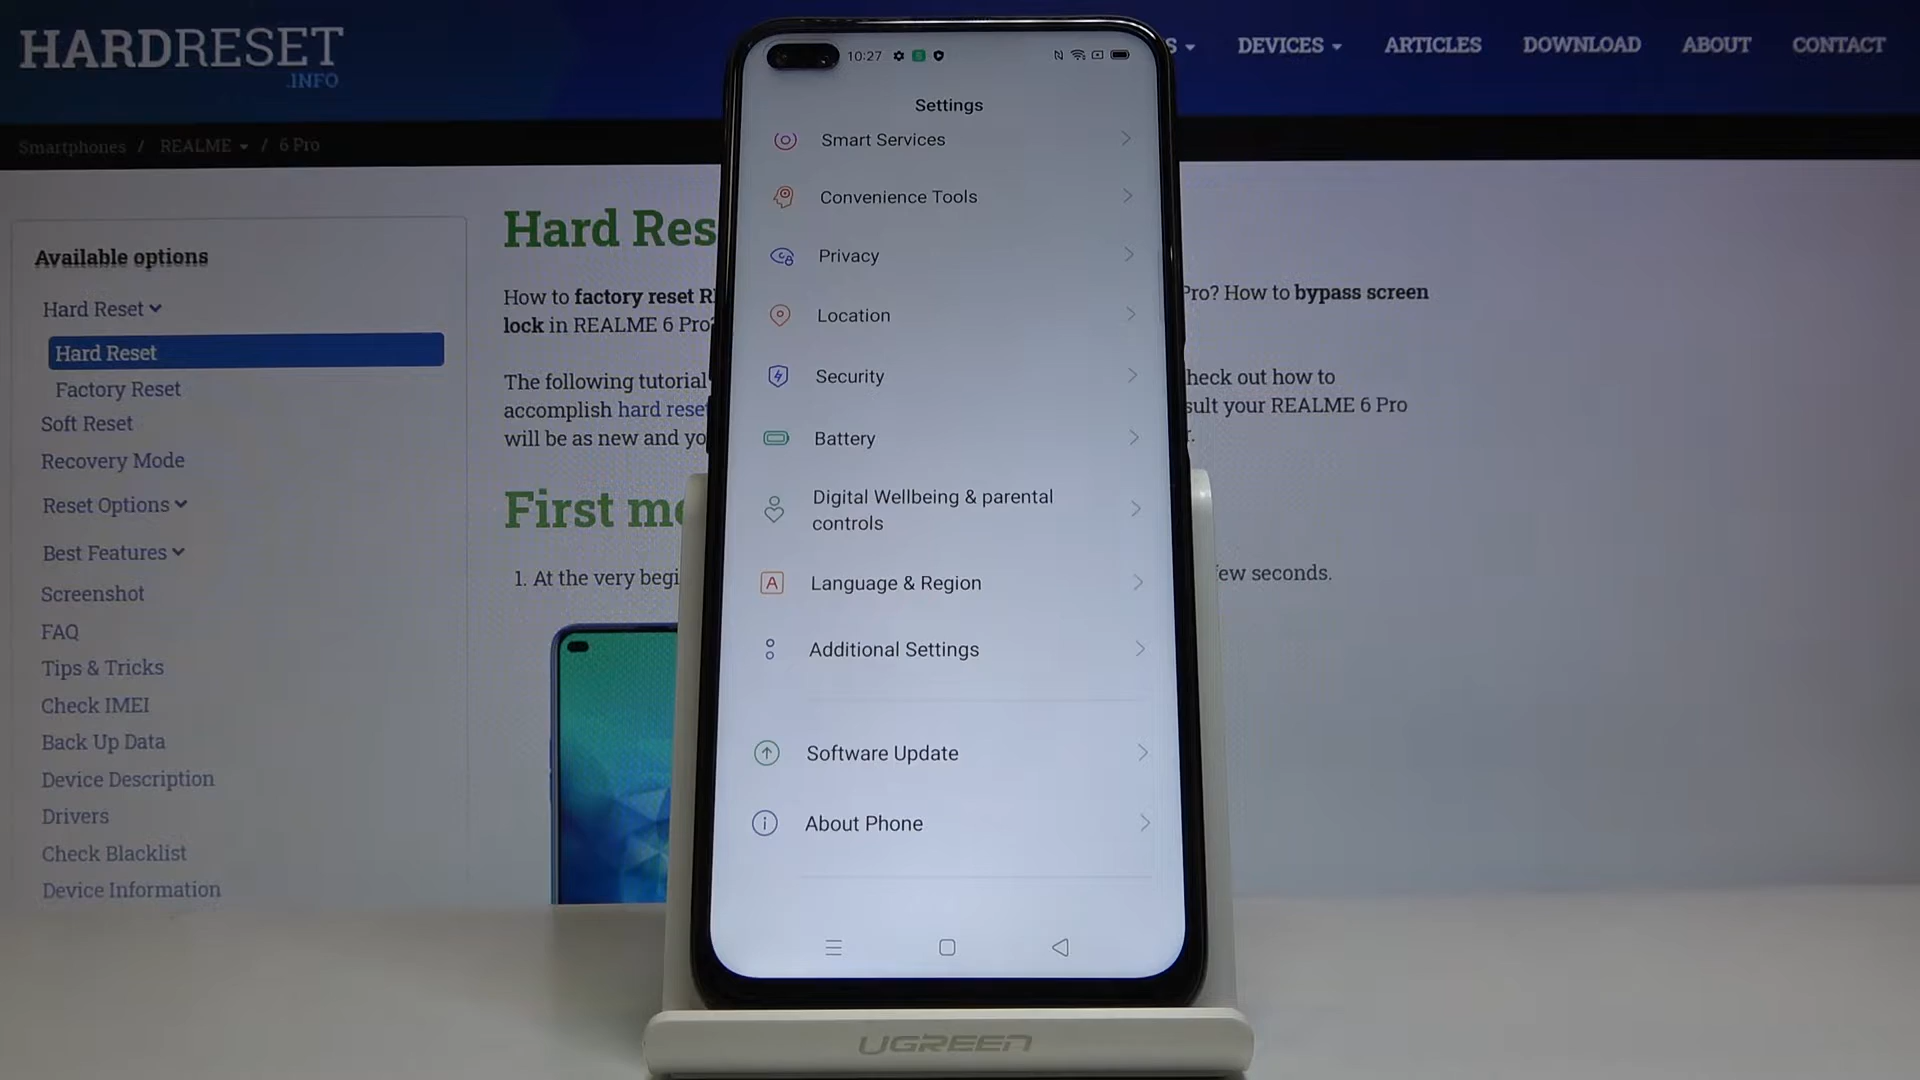 HARDRESET
.INFO
S
DEVICES
ARTICLES
DOWNLOAD
ABOUT
CONTACT
Smartphones / REALME / 6 Pro
Available options
Hard Reset
Hard Reset
Factory Reset
Soft Reset
Recovery Mode
Reset Options
Best Features
Screenshot
FAQ
Tips & Tricks
Check IMEI
Back Up Data
Device Description
Drivers
Check Blacklist
Device Information
Hard Res
How to factory reset R Pro? How to bypass screen
lock in REALME 6 Pro?
The following tutorial heck out how to
accomplish hard reset sult your REALME 6 Pro
will be as new and yo r.
First me
1. At the very begi few seconds.
10:27
Settings
Smart Services
Convenience Tools
Privacy
Location
Security
Battery
Digital Wellbeing & parental
controls
Language & Region
Additional Settings
Software Update
About Phone
UGREEN